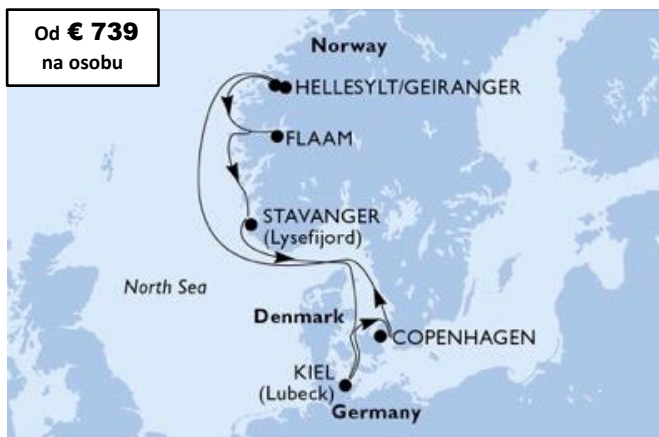 Od € 739
na osobu
Norway
HELLESYLT/GEIRANGER
FLAAM
STAVANGER
(Lysefijord)
North Sea
Denmark
COPENHAGEN
KIEL
(Lubeck)
Germany